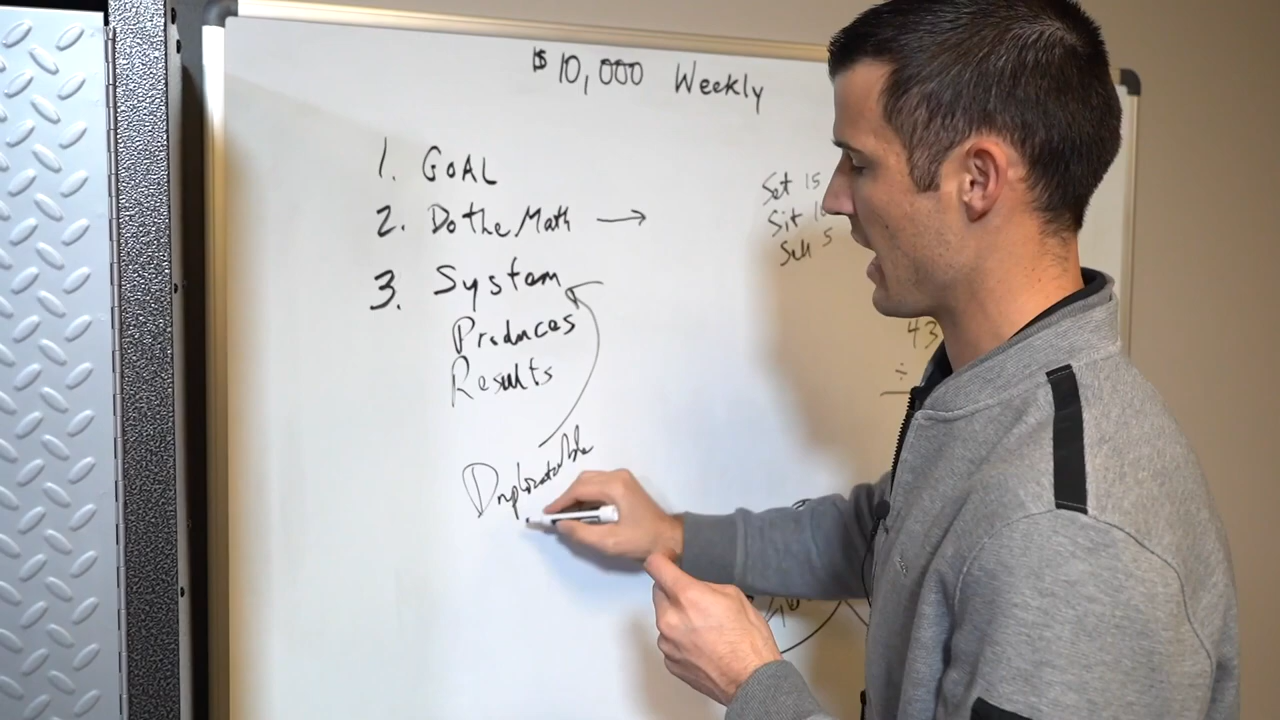 $10,000 Weekly
1. GOAL
2. Do the Math →
3. System
Produces
Results
Duplicatable
Set 15
Sit
Sell 5
43
÷